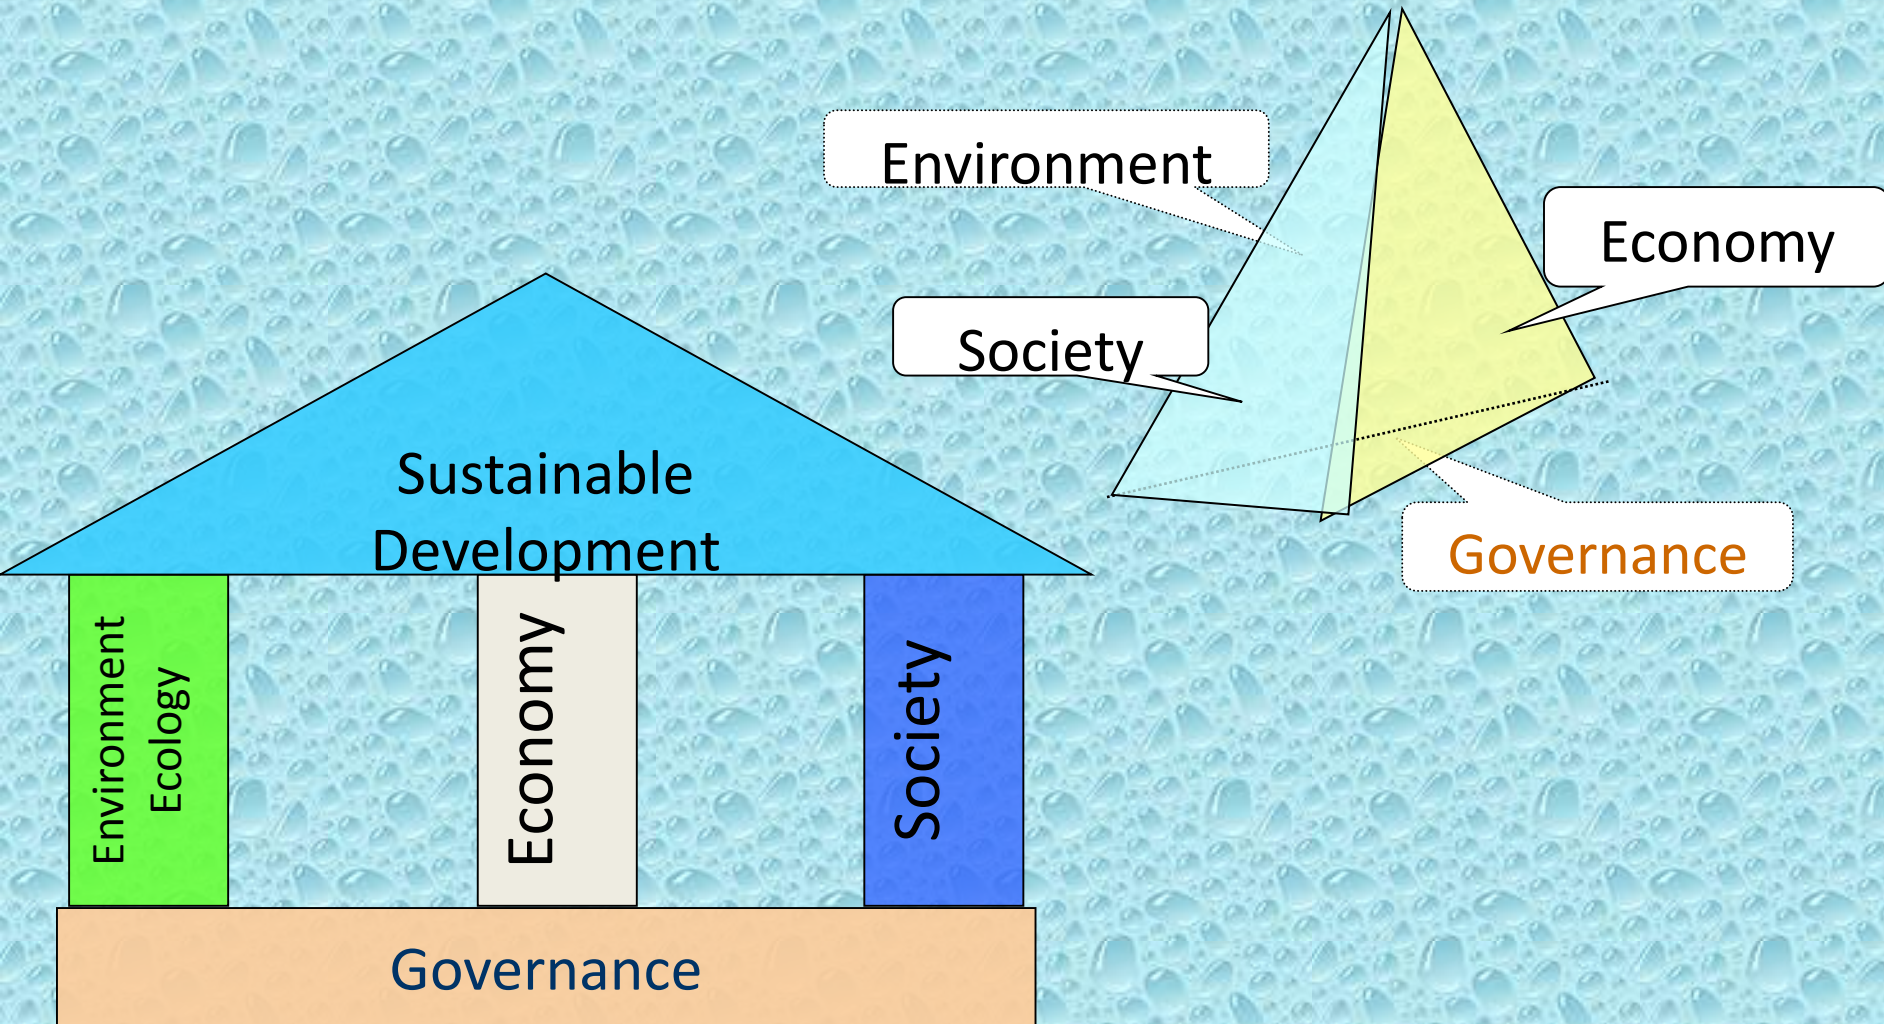 Environment
Economy
Society
Governance
Sustainable
Development
Environment
Ecology
Economy
Society
Governance